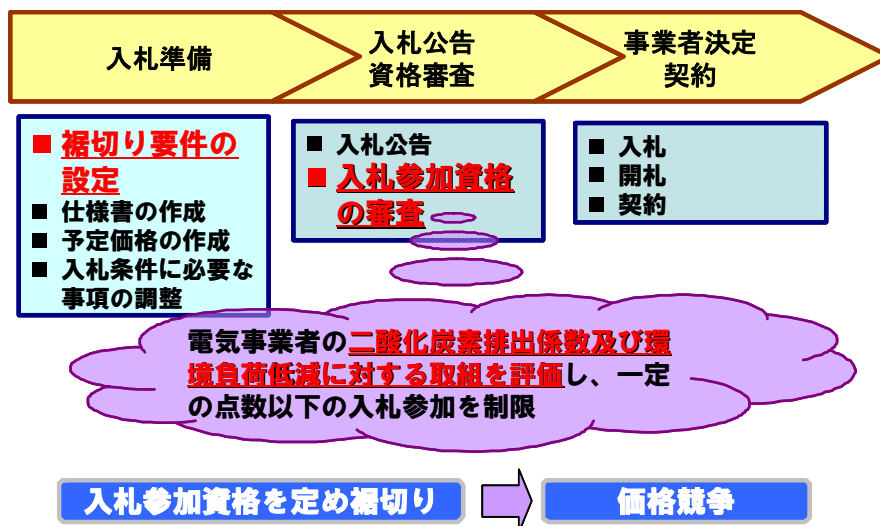 入札準備
入札公告
資格審査
事業者決定
契約
■ 裾切り要件の
設定
■ 仕様書の作成
■ 予定価格の作成
■ 入札条件に必要な
事項の調整
■ 入札公告
■ 入札参加資格
の審査
■ 入札
■ 開札
■ 契約
電気事業者の二酸化炭素排出係数及び環
境負荷低減に対する取組を評価し、一定
の点数以下の入札参加を制限
入札参加資格を定め裾切り
価格競争